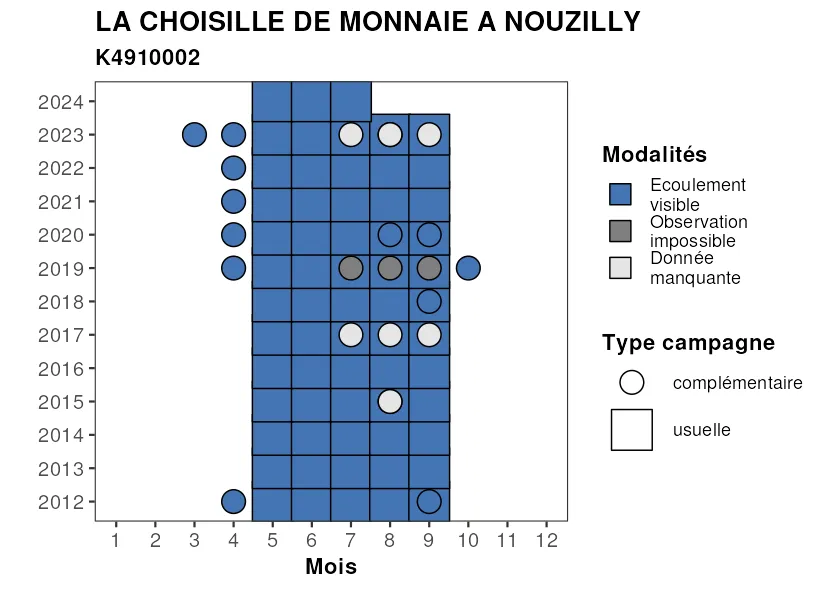 LA CHOISILLE DE MONNAIE A NOUZILLY
K4910002
2024
2023
2022
2021
2020
2019
2018
2017
2016
2015
2014
2013
2012
1 2 3 4 5 6 7 8 9 10 11 12
Mois
Modalités
Ecoulement
visible
Observation
impossible
Donnée
manquante
Type campagne
complémentaire
usuelle